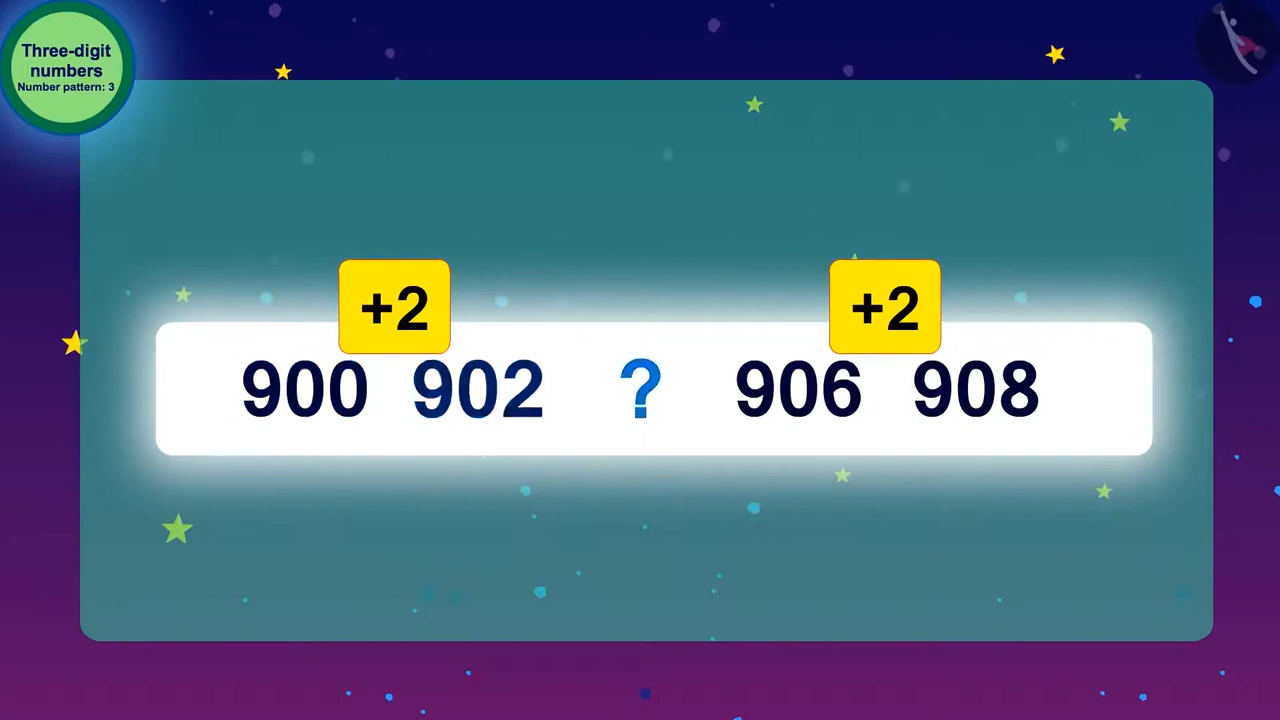 Three-digit
numbers
Number pattern: 3
+2 +2
900 902 ? 906 908